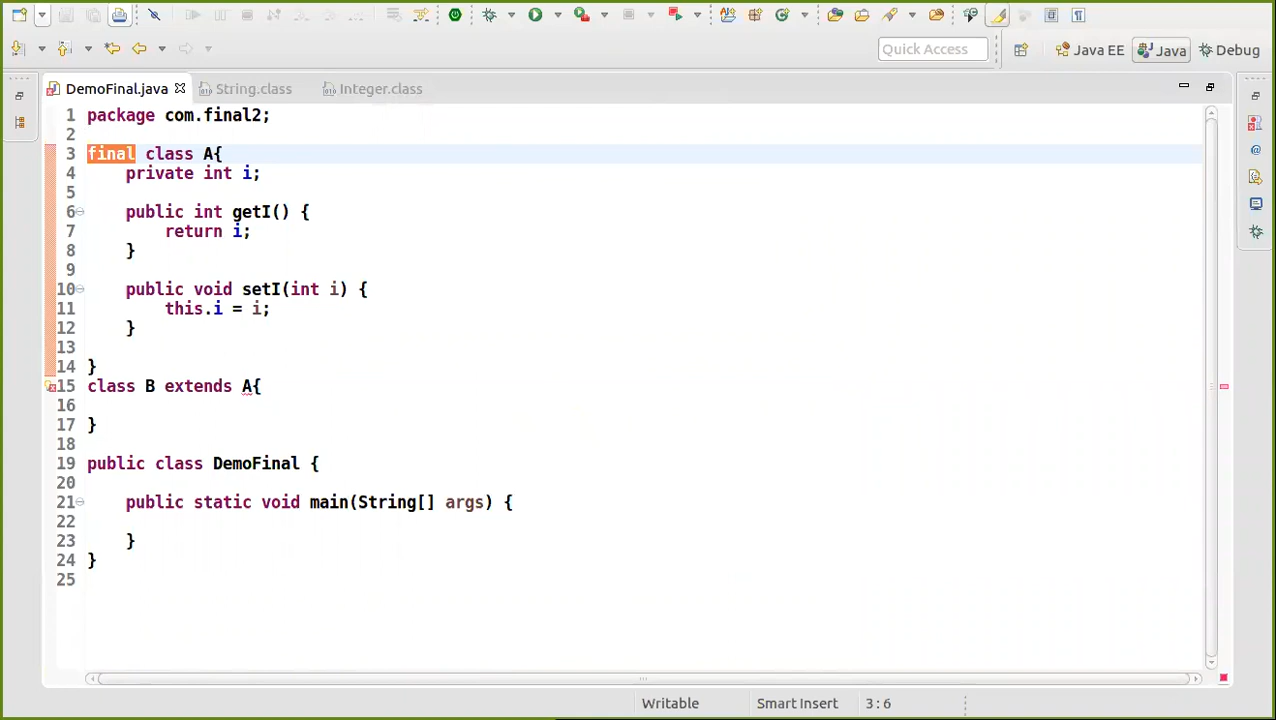 Quick Access
Java EE
Java
Debug
DemoFinal.java
String.class
Integer.class
1 package com.final2;
2
3 final class A{
4 private int i;
5
6 public int getI() {
7 return i;
8 }
9
10 public void setI(int i) {
11 this.i = i;
12 }
13
14 }
15 class B extends A{
16
17 }
18
19 public class DemoFinal {
20
21 public static void main(String[] args) {
22
23 }
24 }
25
Writable
Smart Insert
3 : 6